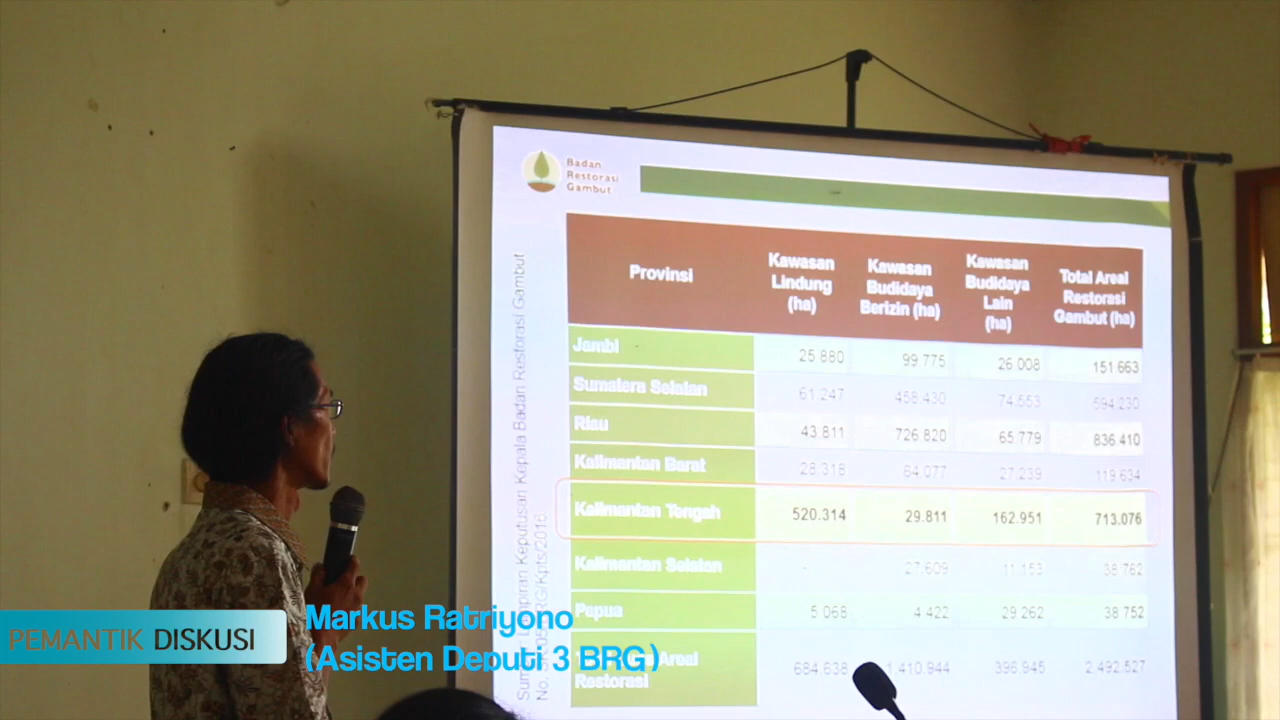 Badan
Restorasi
Gambut
Provinsi
Kawasan
Lindung
(ha)
Kawasan
Budidaya
Berizin (ha)
Kawasan
Budidaya
Lain
(ha)
Total Areal
Restorasi
Gambut (ha)
Jambi 25.880 99.775 26.008 151.663
Sumatera Selatan 61.247 458.430 74.553 594.230
Riau 43.811 726.820 65.779 836.410
Kalimantan Barat 28.318 64.077 27.239 119.634
Kalimantan Tengah 520.314 29.811 162.951 713.076
Kalimantan Selatan - 27.609 11.153 38.762
Papua 5.068 4.422 29.262 38.752
Areal
Restorasi 684.638 1.410.944 396.945 2.492.527
Lampiran Keputusan Kepala Badan Restorasi Gambut
PEMANTIK DISKUSI
Markus Ratriyono
(Asisten Deputi 3 BRG)